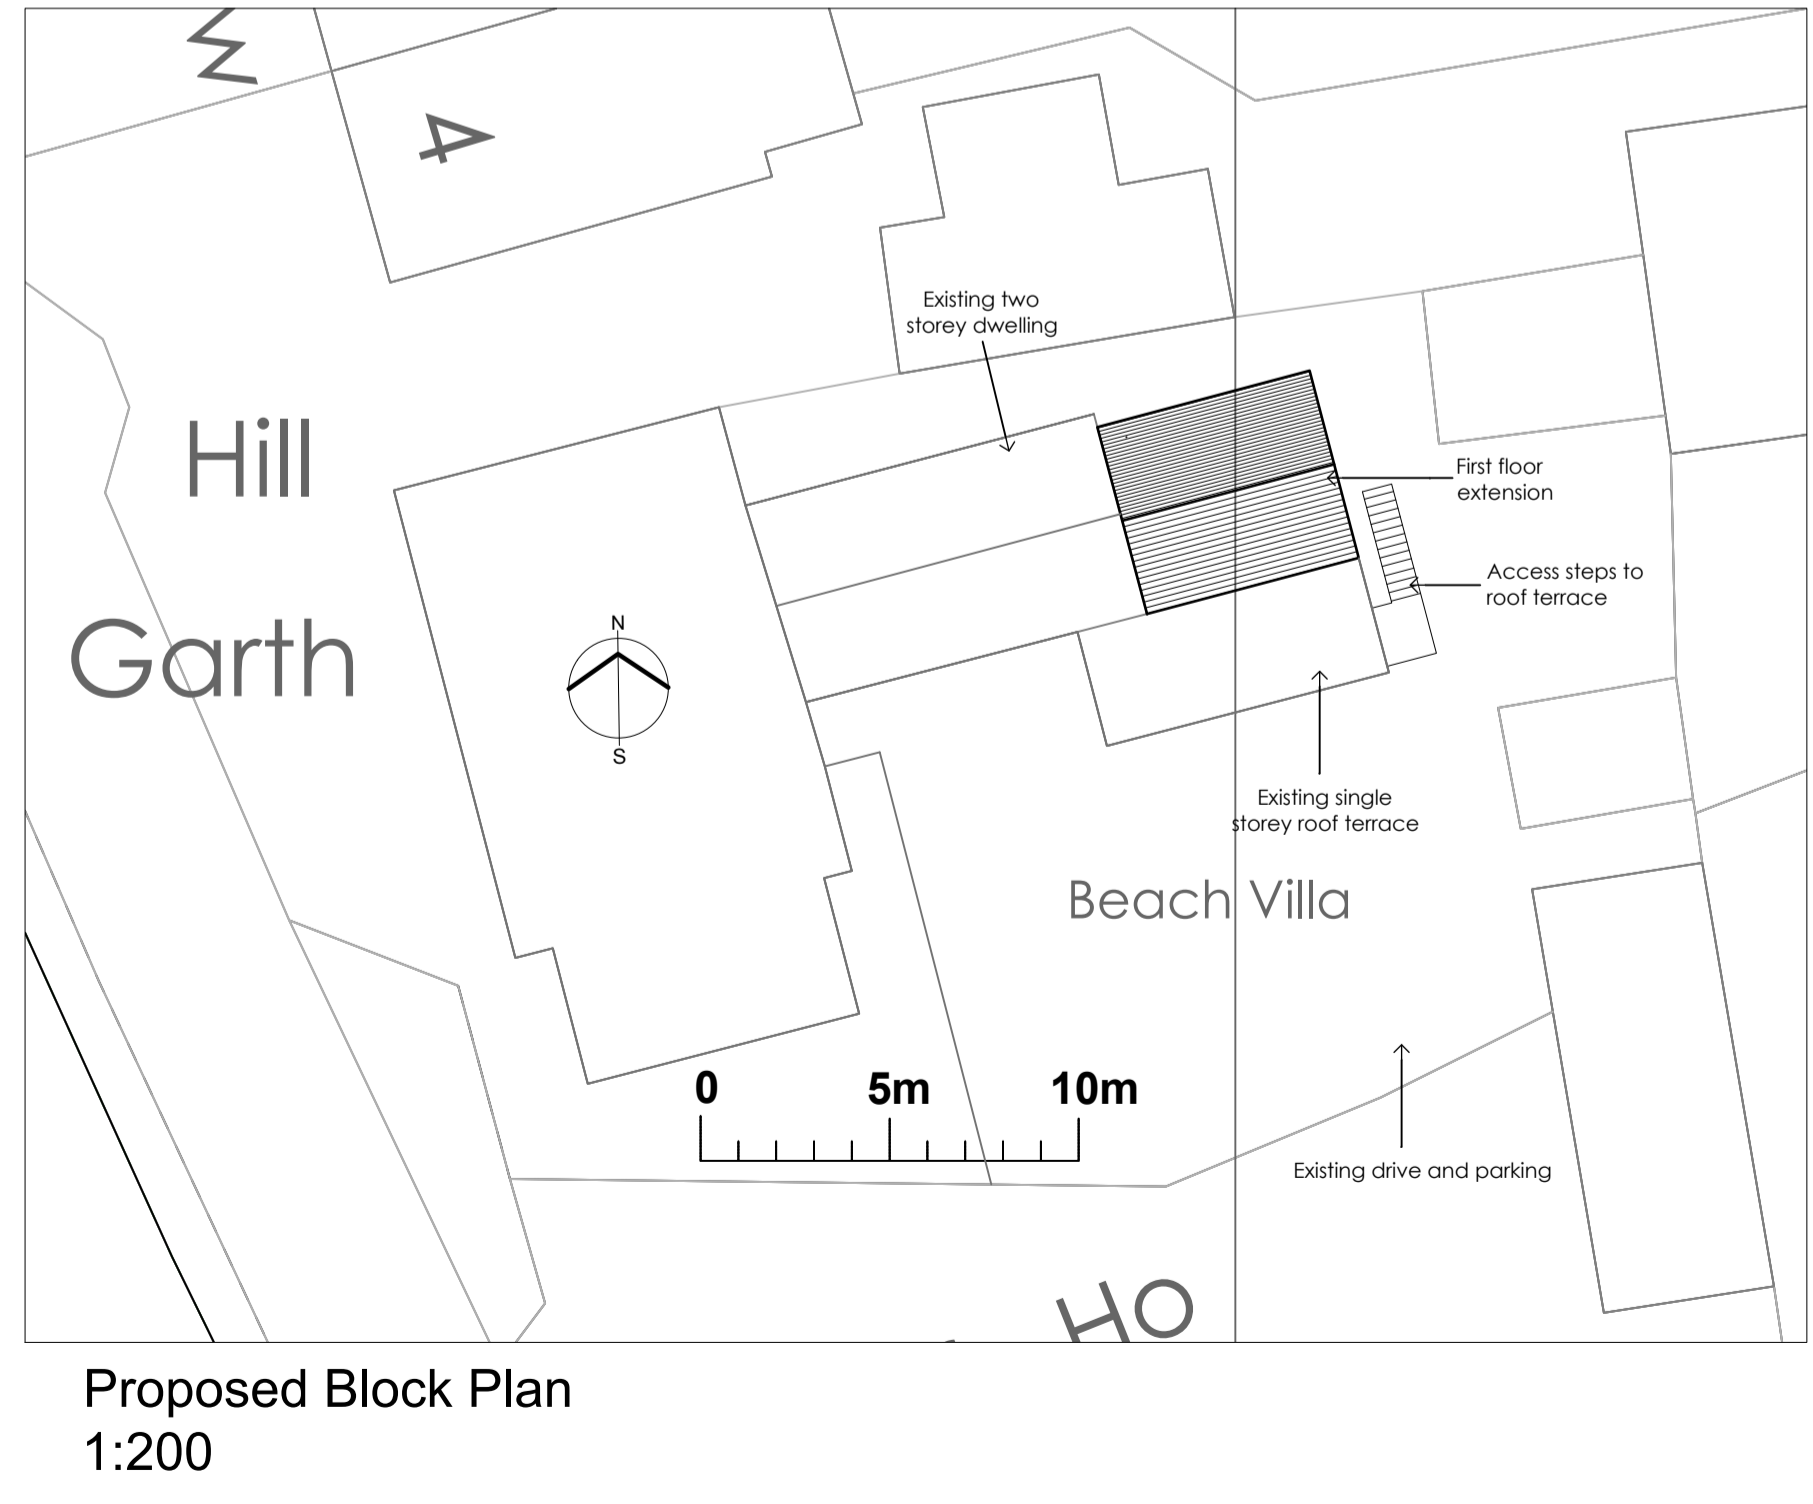 W
4
Existing two
storey dwelling
Hill
First floor
extension
Access steps to
roof terrace
Garth
N
S
Existing single
storey roof terrace
Beach Villa
0 5m 10m
Existing drive and parking
Ho
Proposed Block Plan
1:200